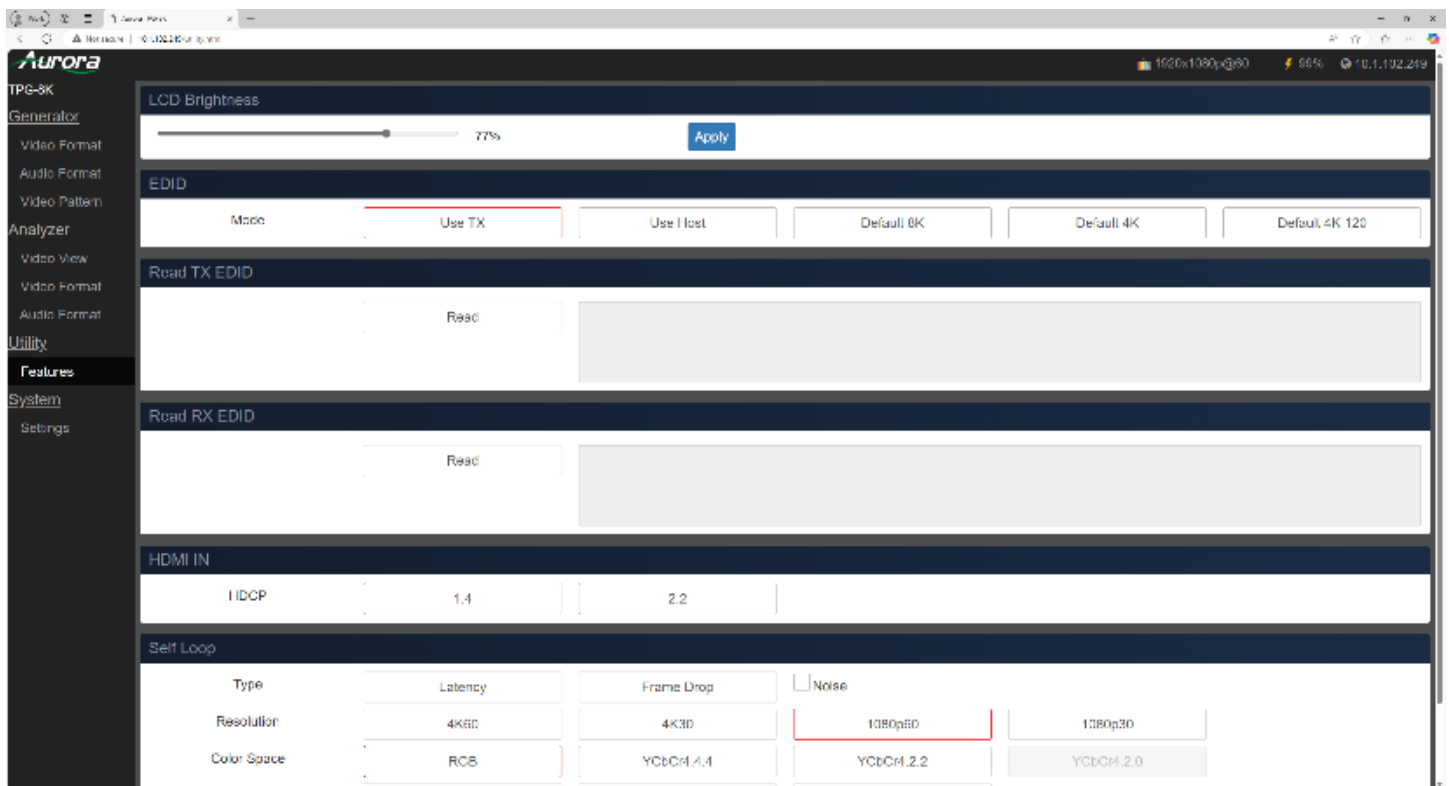 Not secure
Aurora
1920x1080p@60 99% 10.1.102.249
TPG-8K
Generator
Video Format
Audio Format
Video Pattern
Analyzer
Video View
Video Format
Audio Format
Utility
Features
System
Settings
LCD Brightness
77% Apply
EDID
Mode Use TX Use Host Default 8K Default 4K Default 4K 120
Read TX EDID
Read
Read RX EDID
Read
HDMI IN
HDCP 1.4 2.2
Self Loop
Type Latency Frame Drop Noise
Resolution 4K60 4K30 1080p60 1080p30
Color Space RGB YCbCr4.4.4 YCbCr4.2.2 YCbCr4.2.0